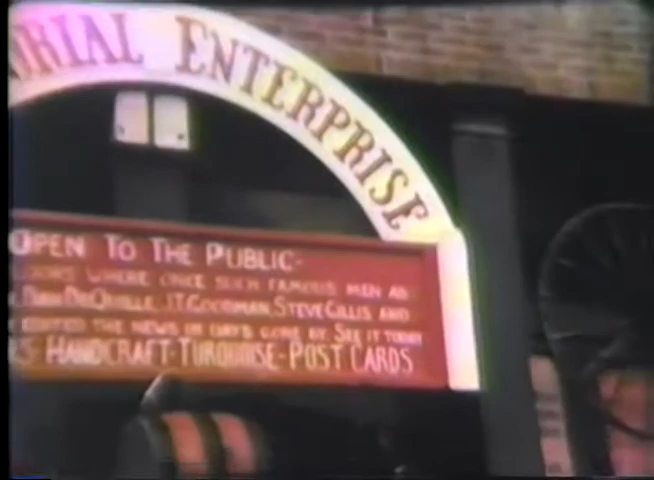 RIAL ENTERPRISE
OPEN TO THE PUBLIC-
WHERE ONCE SUCH FAMOUS MEN AS
DAN DEQUILLE, J.T. GOODMAN, STEVE GILLIS AND
EDITED THE NEWS IN DAYS GONE BY. SEE IT TODAY
S-HANDCRAFT-TURQUOISE-POST CARDS